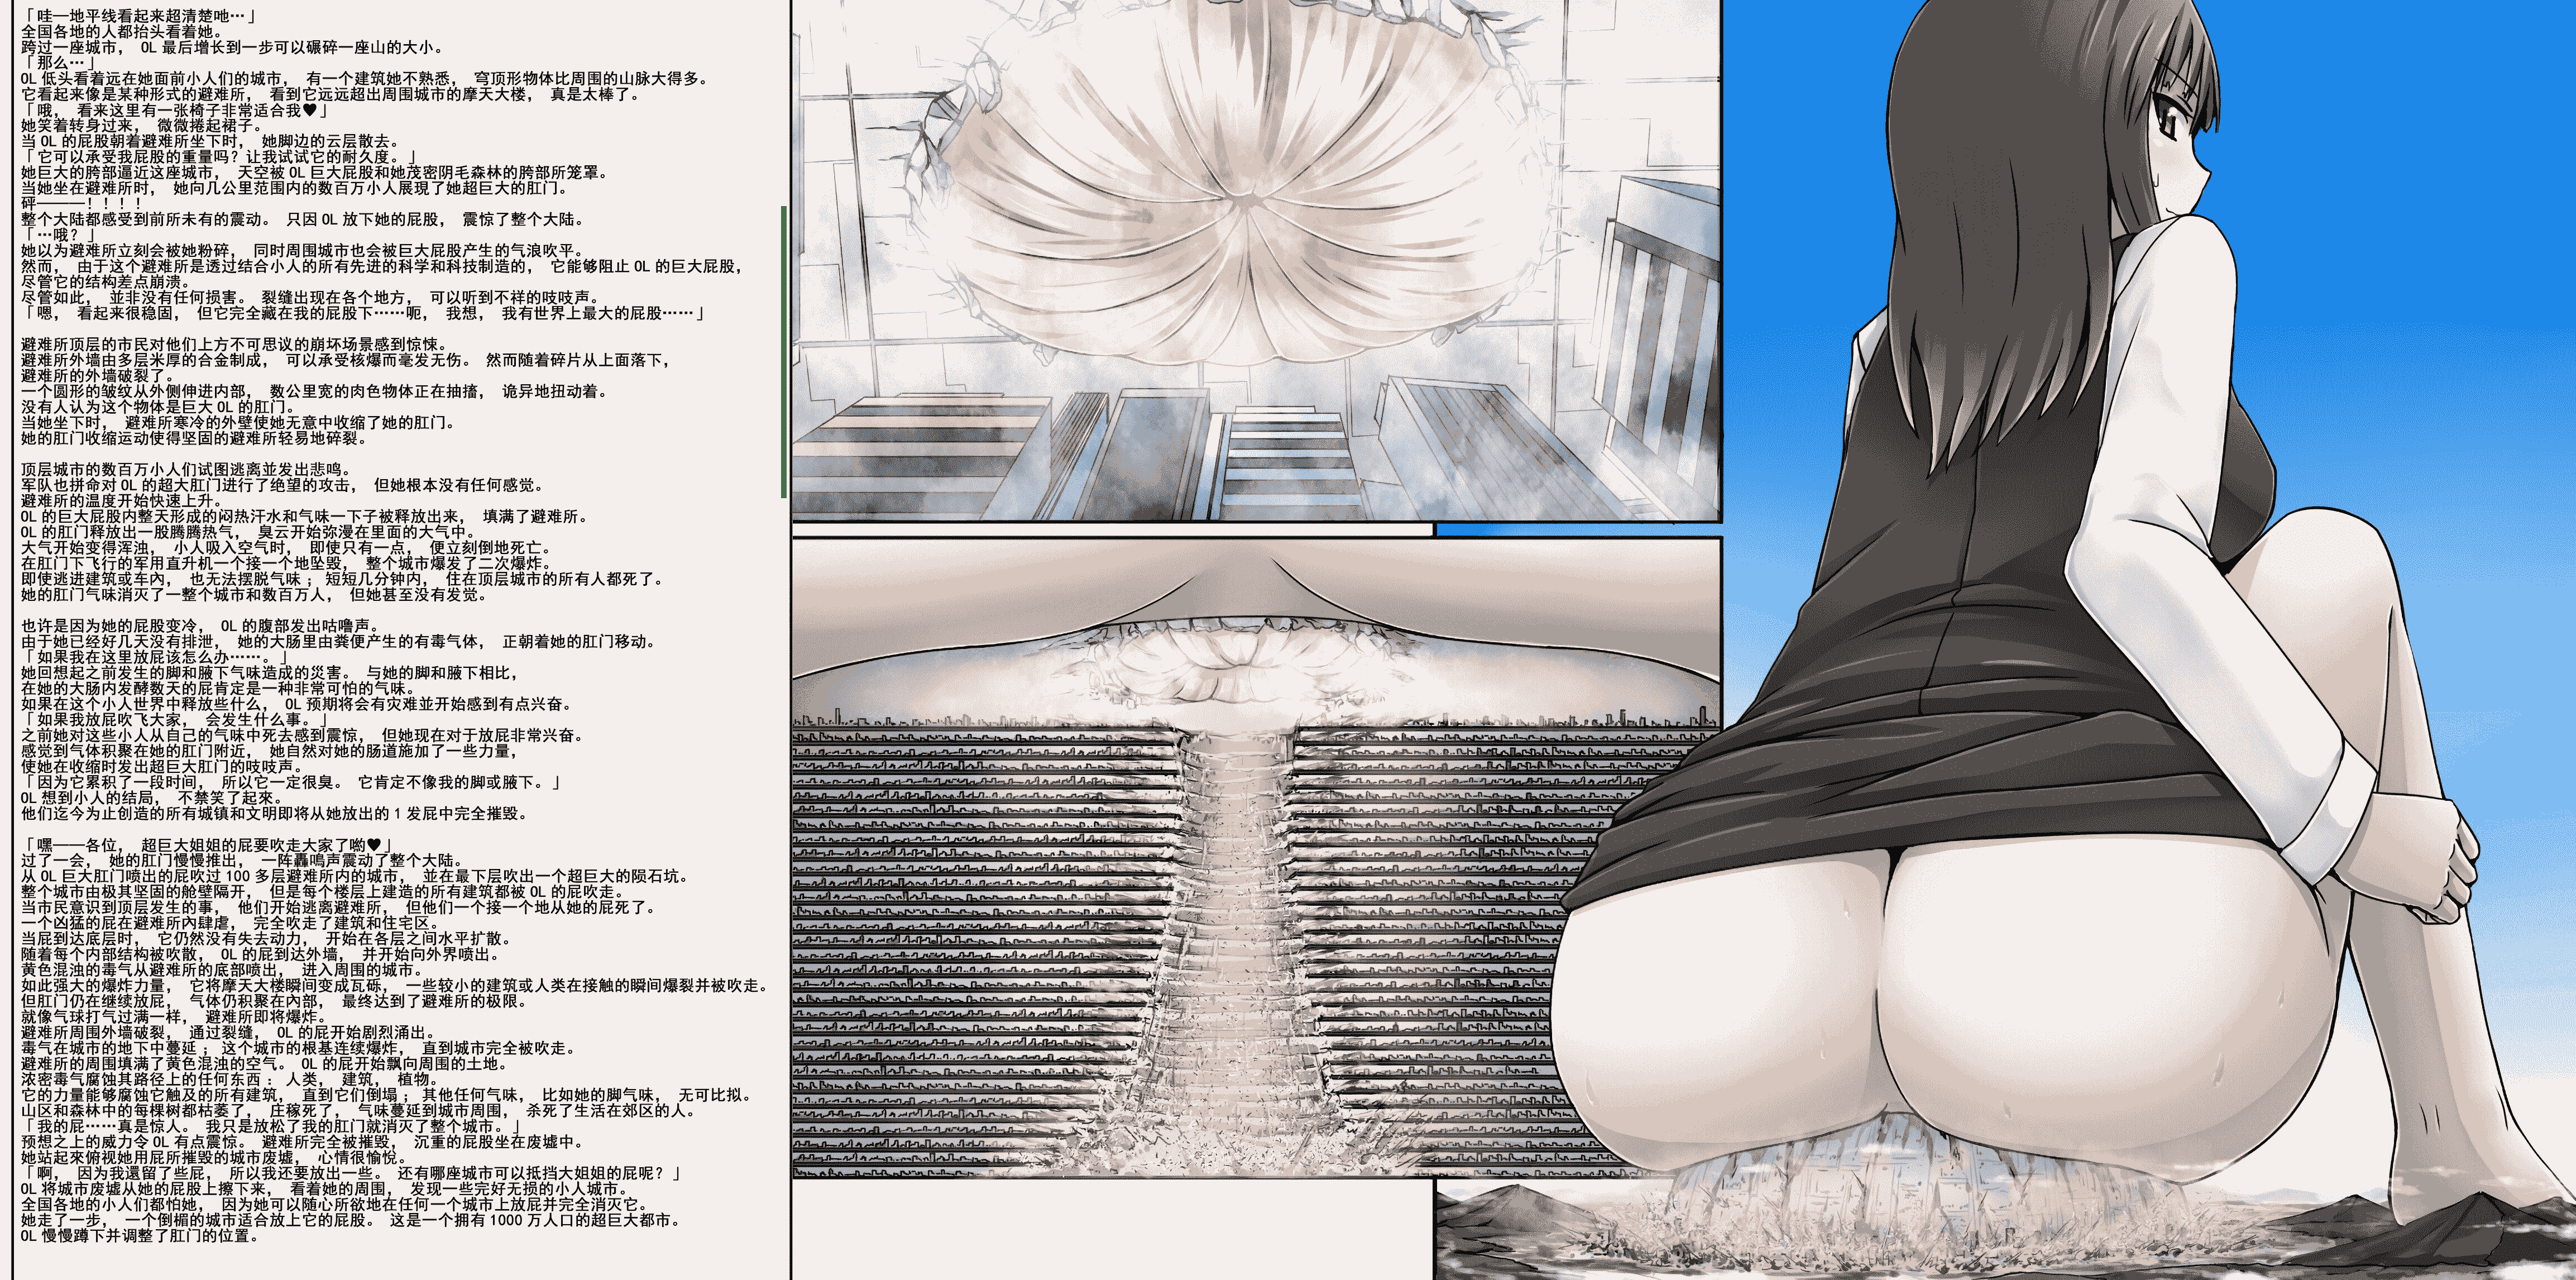 「哇—地平线看起来超清楚吔…」
全国各地的人都抬头看着她。
跨过一座城市， OL 最后增长到一步可以碾碎一座山的大小。
「那么…」
OL 低头看着远在她面前小人们的城市， 有一个建筑她不熟悉， 穹顶形物体比周围的山脉大得多。
它看起来像是某种形式的避难所， 看到它远远超出周围城市的摩天大楼， 真是太棒了。
「哦， 看来这里有一张椅子非常适合我♥」
她笑着转身过来， 微微捲起裙子。
当 OL 的屁股朝着避难所坐下时， 她脚边的云层散去。
「它可以承受我屁股的重量吗? 让我试试它的耐久度。」
她巨大的胯部逼近这座城市， 天空被 OL 巨大屁股和她茂密阴毛森林的胯部所笼罩。
当她坐在避难所时， 她向几公里范围内的数百万小人展現了她超巨大的肛门。
砰———！！！！
整个大陆都感受到前所未有的震动。 只因 OL 放下她的屁股， 震惊了整个大陆。
「…哦? 」
她以为避难所立刻会被她粉碎， 同时周围城市也会被巨大屁股产生的气浪吹平。
然而， 由于这个避难所是透过结合小人的所有先进的科学和科技制造的， 它能够阻止 OL 的巨大屁股，
尽管它的结构差点崩溃。
尽管如此， 並非没有任何损害。 裂缝出现在各个地方， 可以听到不祥的吱吱声。
「嗯， 看起来很稳固， 但它完全藏在我的屁股下……呃， 我想， 我有世界上最大的屁股……」
避难所顶层的市民对他们上方不可思议的崩坏场景感到惊悚。
避难所外墙由多层米厚的合金制成， 可以承受核爆而毫发无伤。 然而随着碎片从上面落下，
避难所的外墙破裂了。
一个圆形的皱纹从外侧伸进内部， 数公里宽的肉色物体正在抽搐， 诡异地扭动着。
没有人认为这个物体是巨大 OL 的肛门。
当她坐下时， 避难所寒冷的外壁使她无意中收缩了她的肛门。
她的肛门收缩运动使得坚固的避难所轻易地碎裂。
顶层城市的数百万小人们试图逃离並发出悲鸣。
军队也拼命对 OL 的超大肛门进行了绝望的攻击， 但她根本没有任何感觉。
避难所的温度开始快速上升。
OL 的巨大屁股内整天形成的闷热汗水和气味一下子被释放出来， 填满了避难所。
OL 的肛门释放出一股腾腾热气， 臭云开始弥漫在里面的大气中。
大气开始变得浑浊， 小人吸入空气时， 即使只有一点， 便立刻倒地死亡。
在肛门下飞行的军用直升机一个接一个地坠毁， 整个城市爆发了二次爆炸。
即使逃进建筑或车內， 也无法摆脱气味； 短短几分钟内， 住在顶层城市的所有人都死了。
她的肛门气味消灭了一整个城市和数百万人， 但她甚至没有发觉。
也许是因为她的屁股变冷， OL 的腹部发出咕噜声。
由于她已经好几天没有排泄， 她的大肠里由粪便产生的有毒气体， 正朝着她的肛门移动。
「如果我在这里放屁该怎么办……。」
她回想起之前发生的脚和腋下气味造成的災害。 与她的脚和腋下相比，
在她的大肠内发酵数天的屁肯定是一种非常可怕的气味。
如果在这个小人世界中释放些什么， OL 预期将会有灾难並开始感到有点兴奋。
「如果我放屁吹飞大家， 会发生什么事。」
之前她对这些小人从自己的气味中死去感到震惊， 但她现在对于放屁非常兴奋。
感觉到气体积聚在她的肛门附近， 她自然对她的肠道施加了一些力量，
使她在收缩时发出超巨大肛门的吱吱声。
「因为它累积了一段时间， 所以它一定很臭。 它肯定不像我的脚或腋下。」
OL 想到小人的结局， 不禁笑了起來。
他们迄今为止创造的所有城镇和文明即将从她放出的 1 发屁中完全摧毁。
「嘿——各位， 超巨大姐姐的屁要吹走大家了哟♥」
过了一会， 她的肛门慢慢推出， 一阵轟鳴声震动了整个大陆。
从 OL 巨大肛门喷出的屁吹过 100 多层避难所内的城市， 並在最下层吹出一个超巨大的陨石坑。
整个城市由极其坚固的舱壁隔开， 但是每个楼层上建造的所有建筑都被 OL 的屁吹走。
当市民意识到顶层发生的事， 他们开始逃离避难所， 但他们一个接一个地从她的屁死了。
一个凶猛的屁在避难所內肆虐， 完全吹走了建筑和住宅区。
当屁到达底层时， 它仍然没有失去动力， 开始在各层之间水平扩散。
随着每个内部结构被吹散， OL 的屁到达外墙， 并开始向外界喷出。
黄色混浊的毒气从避难所的底部喷出， 进入周围的城市。
如此强大的爆炸力量， 它将摩天大楼瞬间变成瓦砾， 一些较小的建筑或人类在接触的瞬间爆裂并被吹走。
但肛门仍在继续放屁， 气体仍积聚在內部， 最终达到了避难所的极限。
就像气球打气过满一样， 避难所即将爆炸。
避难所周围外墙破裂， 通过裂缝， OL 的屁开始剧烈涌出。
毒气在城市的地下中蔓延； 这个城市的根基连续爆炸， 直到城市完全被吹走。
避难所的周围填满了黄色混浊的空气。 OL 的屁开始飘向周围的土地。
浓密毒气腐蚀其路径上的任何东西： 人类， 建筑， 植物。
它的力量能够腐蚀它触及的所有建筑， 直到它们倒塌； 其他任何气味， 比如她的脚气味， 无可比拟。
山区和森林中的每棵树都枯萎了， 庄稼死了， 气味蔓延到城市周围， 杀死了生活在郊区的人。
「我的屁……真是惊人。 我只是放松了我的肛门就消灭了整个城市。」
预想之上的威力令 OL 有点震惊。 避难所完全被摧毁， 沉重的屁股坐在废墟中。
她站起來俯视她用屁所摧毁的城市废墟， 心情很愉悦。
「啊， 因为我還留了些屁， 所以我还要放出一些。 还有哪座城市可以抵挡大姐姐的屁呢? 」
OL 将城市废墟从她的屁股上擦下来， 看着她的周围， 发现一些完好无损的小人城市。
全国各地的小人们都怕她， 因为她可以随心所欲地在任何一个城市上放屁并完全消灭它。
她走了一步， 一个倒楣的城市适合放上它的屁股。 这是一个拥有 1000 万人口的超巨大都市。
OL 慢慢蹲下并调整了肛门的位置。